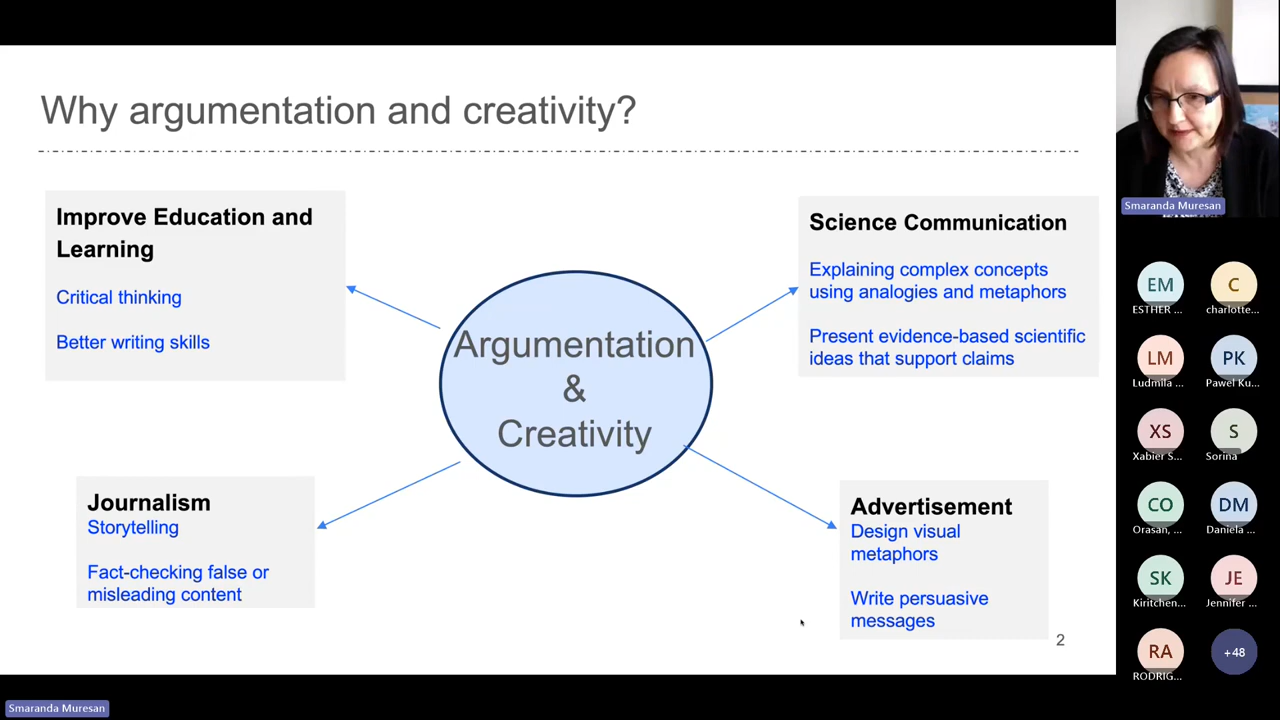 Why argumentation and creativity?
Improve Education and
Learning
Critical thinking
Better writing skills
Science Communication
Explaining complex concepts
using analogies and metaphors
Present evidence-based scientific
ideas that support claims
Argumentation
&
Creativity
Journalism
Storytelling
Fact-checking false or
misleading content
Advertisement
Design visual
metaphors
Write persuasive
messages
2
Smaranda Muresan
EM
ESTHER ...
C
charlotte...
LM
Ludmila ...
PK
Pawel Ku...
XS
Xabier S...
S
Sorina
CO
Orasan, ...
DM
Daniela ...
SK
Kiritchen...
JE
Jennifer ...
RA
RODRIG...
+48
Smaranda Muresan